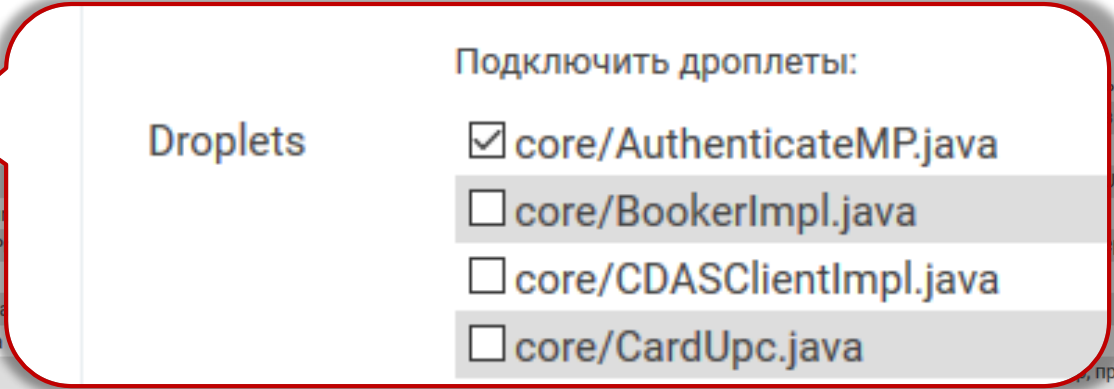 Подключить дроплеты:
Droplets
core/AuthenticateMP.java
core/BookerImpl.java
core/CDASClientImpl.java
core/CardUpc.java